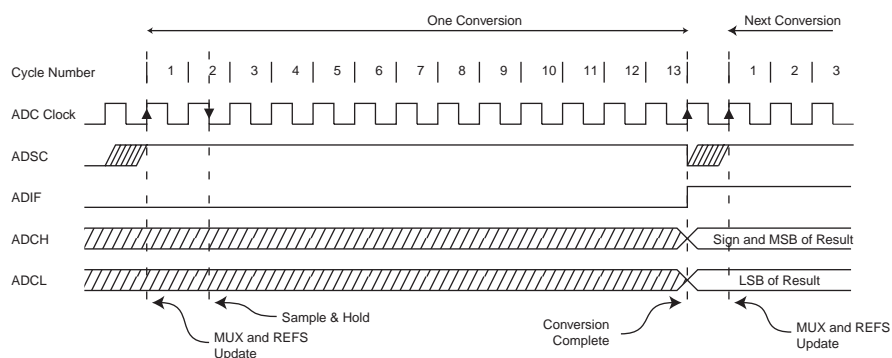 One Conversion
Next Conversion
Cycle Number
1 2 3 4 5 6 7 8 9 10 11 12 13 1 2 3
ADC Clock
ADSC
ADIF
ADCH
Sign and MSB of Result
ADCL
LSB of Result
MUX and REFS
Update
Sample & Hold
Conversion
Complete
MUX and REFS
Update